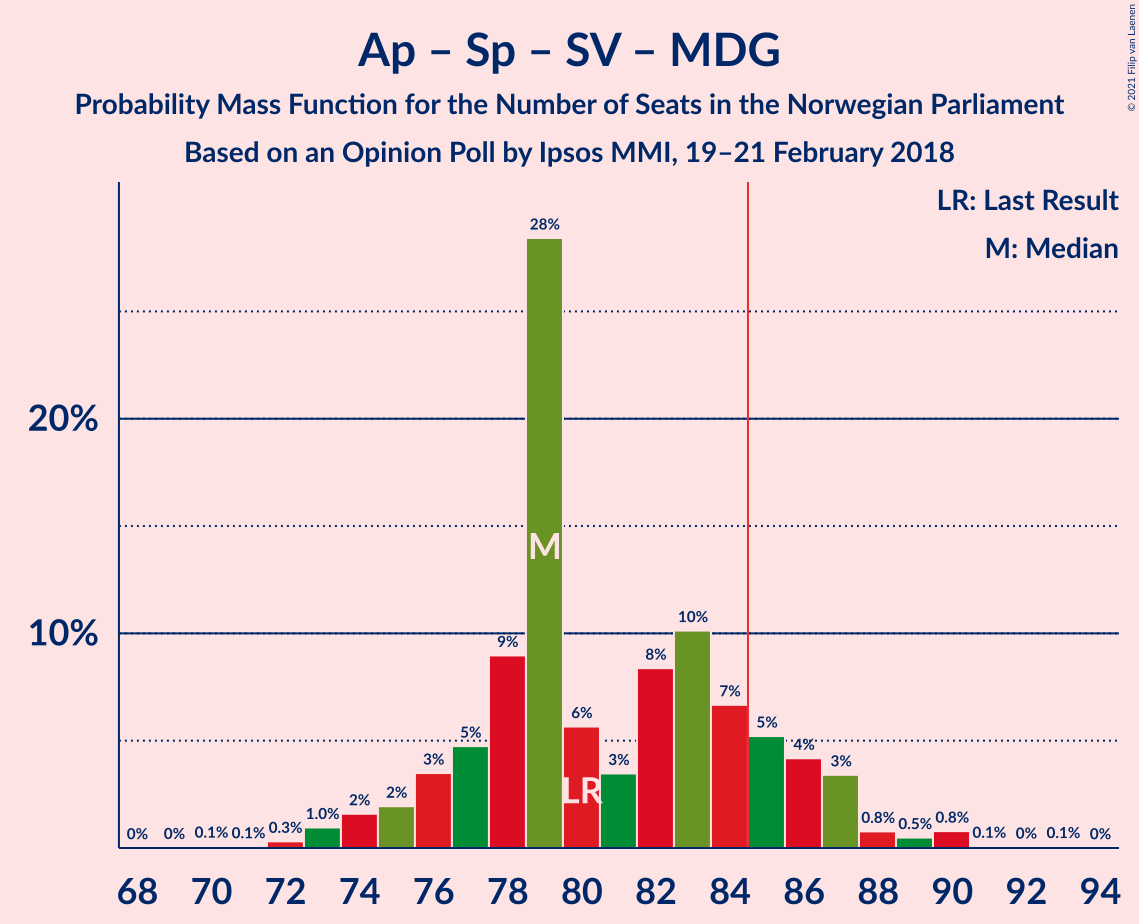 Ap – Sp – SV – MDG
Probability Mass Function for the Number of Seats in the Norwegian Parliament
Based on an Opinion Poll by Ipsos MMI, 19–21 February 2018
© 2021 Filip van Laenen
LR: Last Result
M: Median
20%
10%
0% 0% 0.1% 0.1% 0.3% 1.0% 2% 2% 3% 5% 9% 28% 6% 3% 8% 10% 7% 5% 4% 3% 0.8% 0.5% 0.8% 0.1% 0% 0.1% 0%
M
LR
68 70 72 74 76 78 80 82 84 86 88 90 92 94